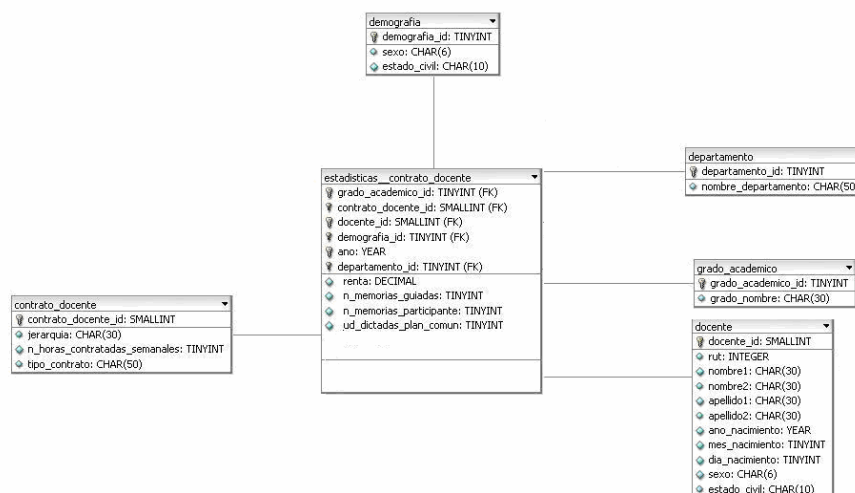 demografia
demografia_id: TINYINT
sexo: CHAR(6)
estado_civil: CHAR(10)
departamento
departamento_id: TINYINT
nombre_departamento: CHAR(50
estadisticas__contrato_docente
grado_academico_id: TINYINT (FK)
contrato_docente_id: SMALLINT (FK)
docente_id: SMALLINT (FK)
demografia_id: TINYINT (FK)
ano: YEAR
departamento_id: TINYINT (FK)
renta: DECIMAL
n_memorias_guiadas: TINYINT
n_memorias_participante: TINYINT
ud_dictadas_plan_comun: TINYINT
grado_academico
grado_academico_id: TINYINT
grado_nombre: CHAR(30)
contrato_docente
contrato_docente_id: SMALLINT
jerarquia: CHAR(30)
n_horas_contratadas_semanales: TINYINT
tipo_contrato: CHAR(50)
docente
docente_id: SMALLINT
rut: INTEGER
nombre1: CHAR(30)
nombre2: CHAR(30)
apellido1: CHAR(30)
apellido2: CHAR(30)
ano_nacimiento: YEAR
mes_nacimiento: TINYINT
dia_nacimiento: TINYINT
sexo: CHAR(6)
estado_civil: CHAR(10)